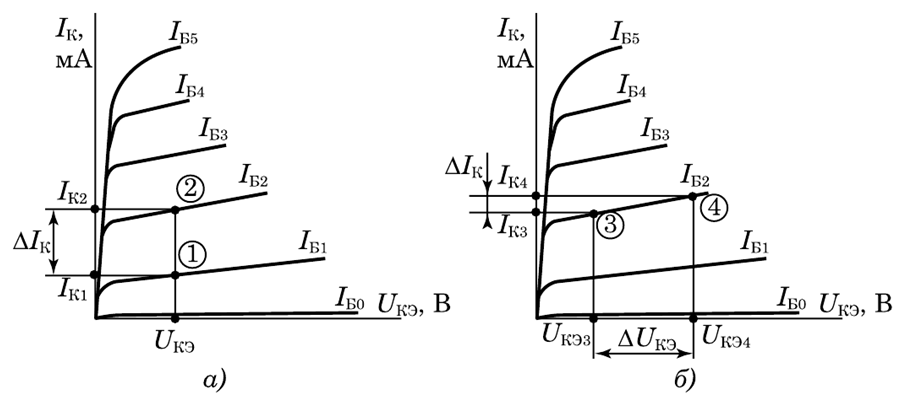 I_К, мА
I_Б5
I_Б4
I_Б3
I_К2
②
I_Б2
ΔI_К
①
I_Б1
I_К1
I_Б0
U_КЭ, В
U_КЭ
а)
I_К, мА
I_Б5
I_Б4
I_Б3
ΔI_К
I_К4
I_Б2
I_К3
③
④
I_Б1
I_Б0
U_КЭ, В
U_КЭ3
ΔU_КЭ
U_КЭ4
б)